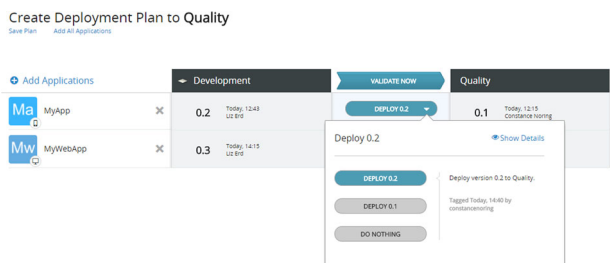 Create Deployment Plan to Quality
Save Plan Add All Applications
Add Applications Development VALIDATE NOW Quality
Ma MyApp 0.2 Today, 12:43 Liz Erd DEPLOY 0.2 0.1 Today, 12:15 Constance Noring
Mw MyWebApp 0.3 Today, 14:15 Liz Erd
Deploy 0.2 Show Details
DEPLOY 0.2 Deploy version 0.2 to Quality.
DEPLOY 0.1 Tagged Today, 14:40 by
constancenoring
DO NOTHING